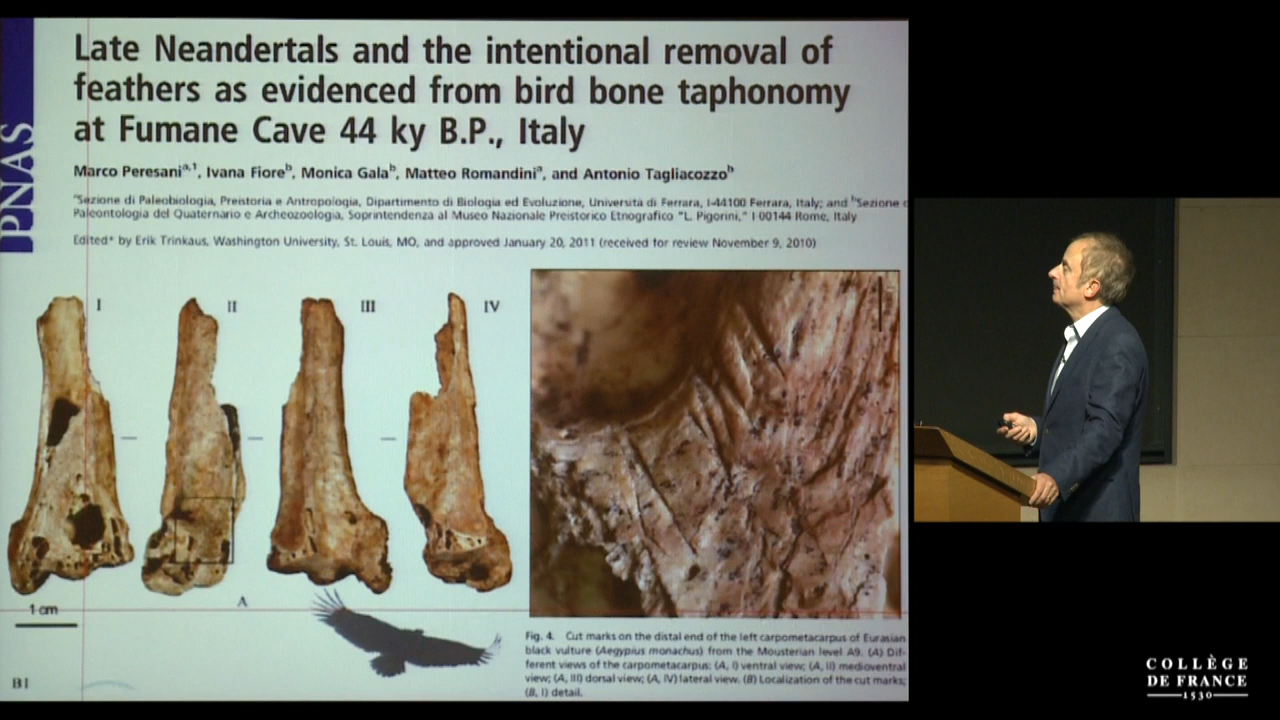 PNAS
Late Neandertals and the intentional removal of
feathers as evidenced from bird bone taphonomy
at Fumane Cave 44 ky B.P., Italy
Marco Peresani^a,1, Ivana Fiore^b, Monica Gala^b, Matteo Romandini^a, and Antonio Tagliacozzo^b
^aSezione di Paleobiologia, Preistoria e Antropologia, Dipartimento di Biologia ed Evoluzione, Università di Ferrara, I-44100 Ferrara, Italy; and ^bSezione
Paleontologia del Quaternario e Archeozoologia, Soprintendenza al Museo Nazionale Preistorico Etnografico "L. Pigorini," I 00144 Rome, Italy
Edited* by Erik Trinkaus, Washington University, St. Louis, MO, and approved January 20, 2011 (received for review November 9, 2010)
I
II
III
IV
1 cm
A
BI
Fig. 4. Cut marks on the distal end of the left carpometacarpus of Eurasian
black vulture (Aegypius monachus) from the Mousterian level A9. (A) Dif-
ferent views of the carpometacarpus: (A, I) ventral view; (A, II) medioventral
view; (A, III) dorsal view; (A, IV) lateral view. (B) Localization of the cut marks;
(B, I) detail.
COLLÈGE
DE FRANCE
1530